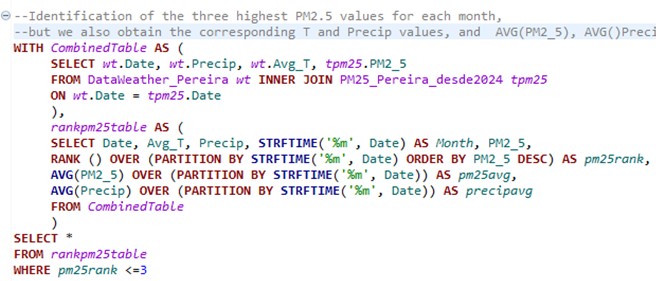 --Identification of the three highest PM2.5 values for each month,
--but we also obtain the corresponding T and Precip values, and  AVG(PM2_5), AVG()Preci
WITH CombinedTable AS (
SELECT wt.Date, wt.Precip, wt.Avg_T, tpm25.PM2_5
FROM DataWeather_Pereira wt INNER JOIN PM25_Pereira_desde2024 tpm25
ON wt.Date = tpm25.Date
),
rankpm25table AS (
SELECT Date, Avg_T, Precip, STRFTIME('%m', Date) AS Month, PM2_5,
RANK () OVER (PARTITION BY STRFTIME('%m', Date) ORDER BY PM2_5 DESC) AS pm25rank,
AVG(PM2_5) OVER (PARTITION BY STRFTIME('%m', Date)) AS pm25avg,
AVG(Precip) OVER (PARTITION BY STRFTIME('%m', Date)) AS precipavg
FROM CombinedTable
)
SELECT *
FROM rankpm25table
WHERE pm25rank <=3